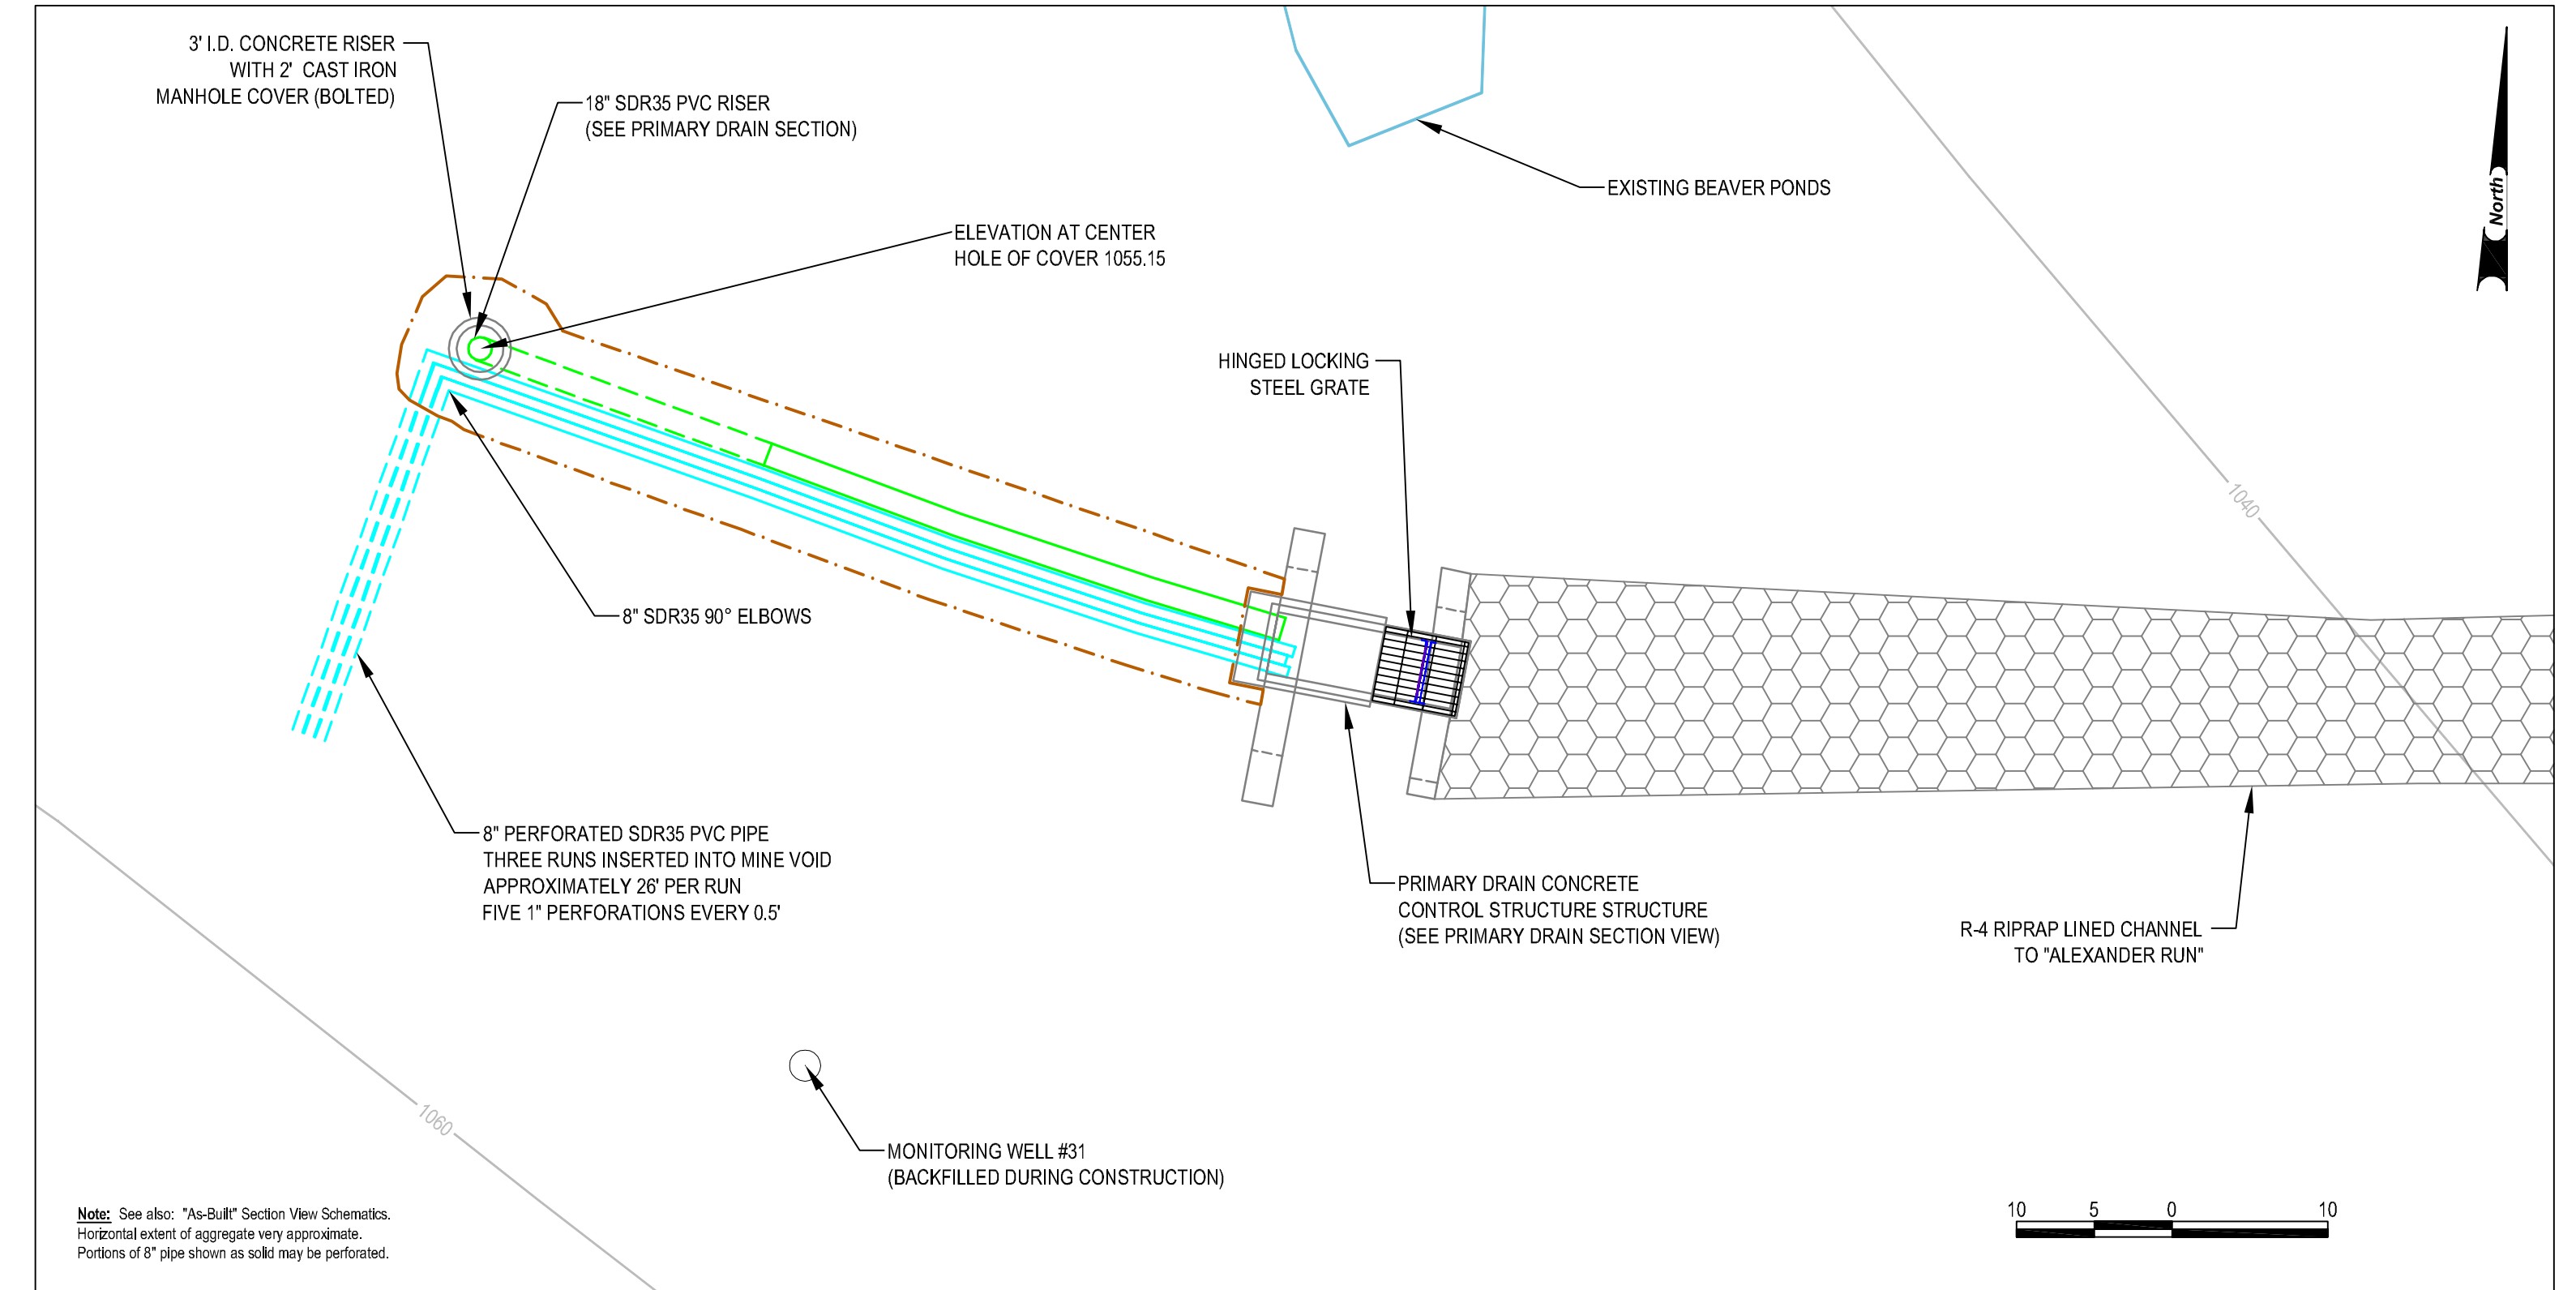 3' I.D. CONCRETE RISER
WITH 2' CAST IRON
MANHOLE COVER (BOLTED)
18" SDR35 PVC RISER
(SEE PRIMARY DRAIN SECTION)
EXISTING BEAVER PONDS
North
ELEVATION AT CENTER
HOLE OF COVER 1055.15
HINGED LOCKING
STEEL GRATE
1040
8" SDR35 90° ELBOWS
8" PERFORATED SDR35 PVC PIPE
THREE RUNS INSERTED INTO MINE VOID
APPROXIMATELY 26' PER RUN
FIVE 1" PERFORATIONS EVERY 0.5'
PRIMARY DRAIN CONCRETE
CONTROL STRUCTURE STRUCTURE
(SEE PRIMARY DRAIN SECTION VIEW)
R-4 RIPRAP LINED CHANNEL
TO "ALEXANDER RUN"
1060
MONITORING WELL #31
(BACKFILLED DURING CONSTRUCTION)
Note: See also: "As-Built" Section View Schematics.
Horizontal extent of aggregate very approximate.
Portions of 8" pipe shown as solid may be perforated.
10 5 0 10